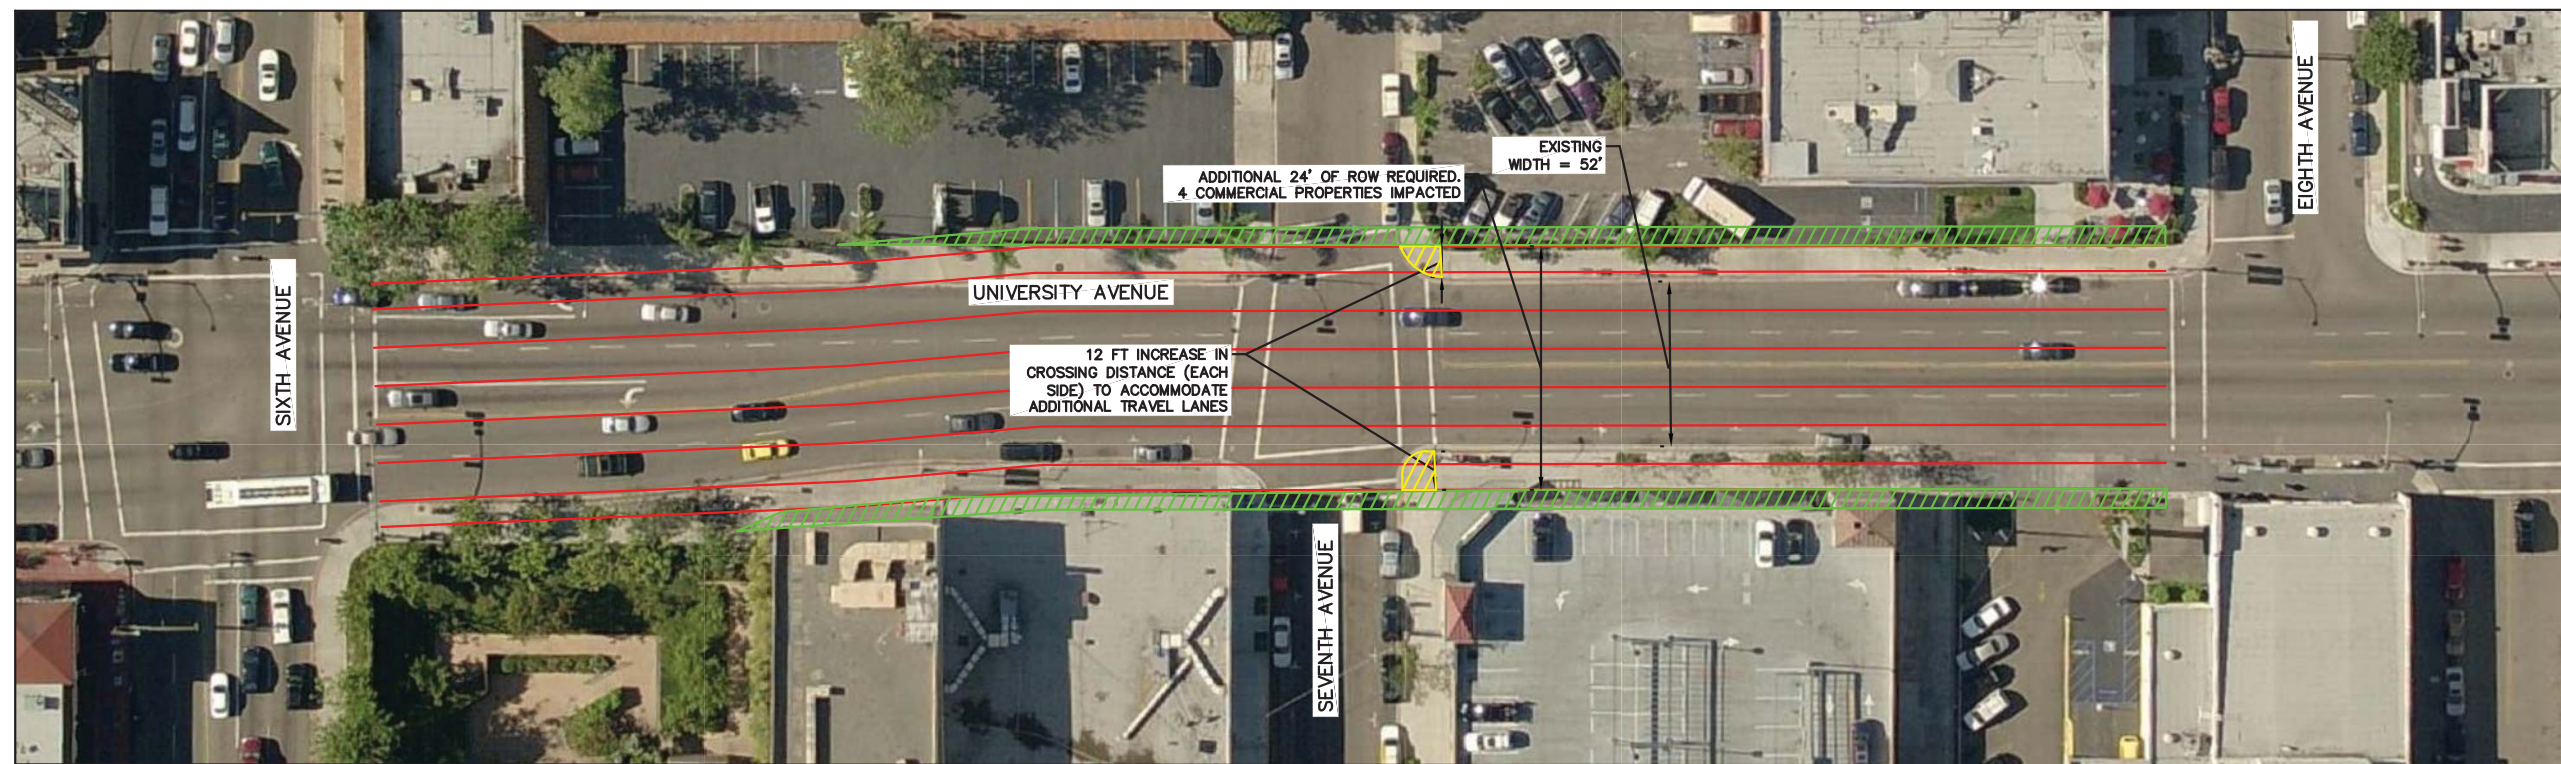 EIGHTH AVENUE
EXISTING
WIDTH = 52'
ADDITIONAL 24' OF ROW REQUIRED.
4 COMMERCIAL PROPERTIES IMPACTED
UNIVERSITY AVENUE
SIXTH AVENUE
12 FT INCREASE IN
CROSSING DISTANCE (EACH
SIDE) TO ACCOMMODATE
ADDITIONAL TRAVEL LANES
SEVENTH AVENUE